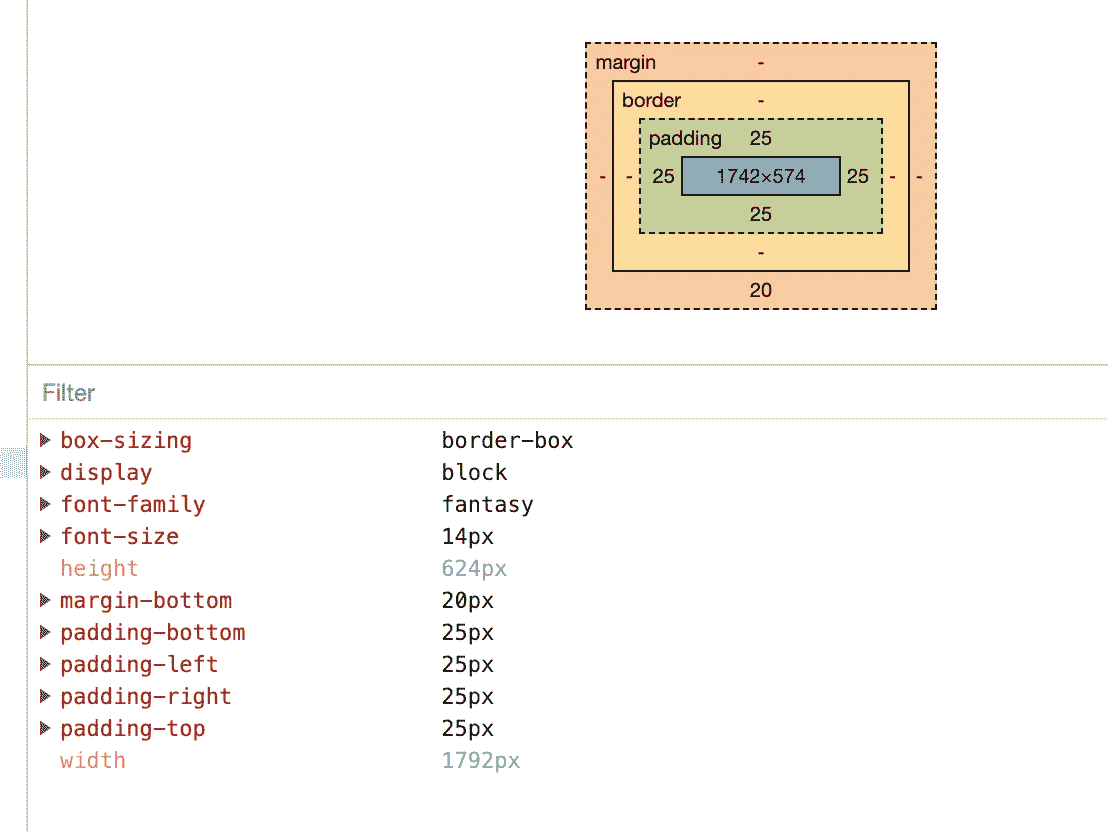 margin -
border -
padding 25
- - 25 1742×574 25 - -
25
-
20
Filter
box-sizing border-box
display block
font-family fantasy
font-size 14px
height 624px
margin-bottom 20px
padding-bottom 25px
padding-left 25px
padding-right 25px
padding-top 25px
width 1792px